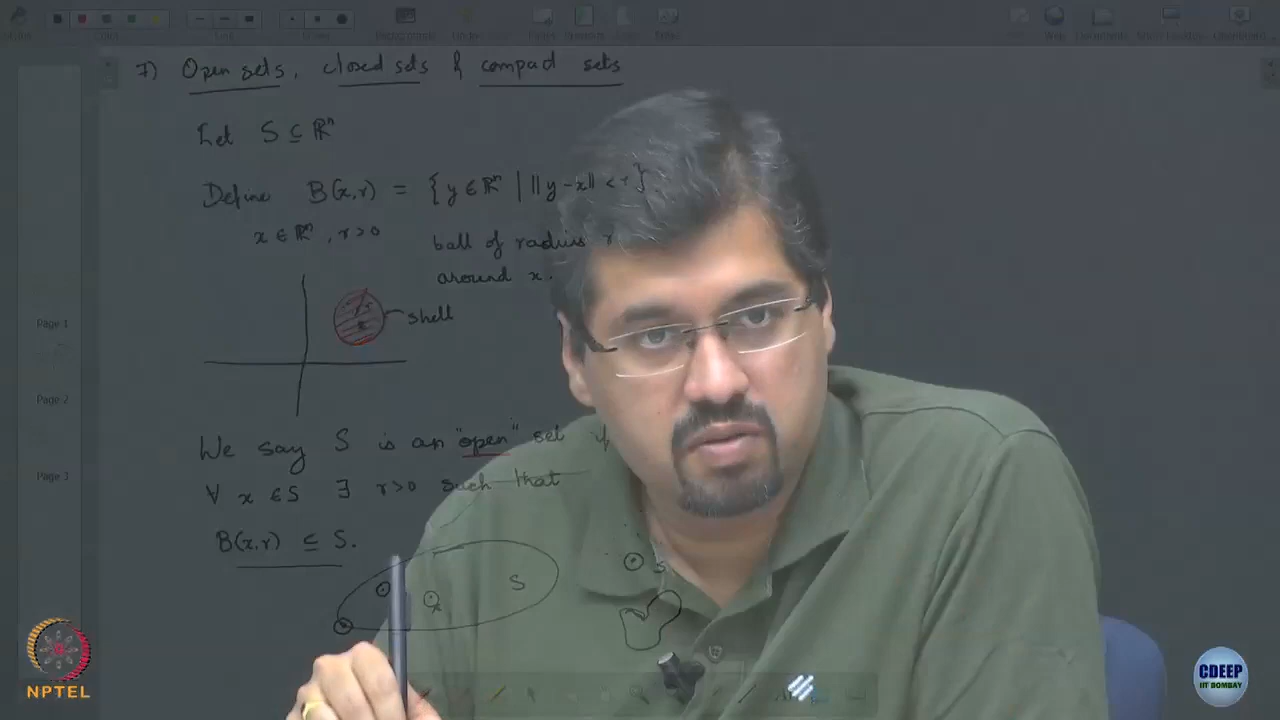 7) Open sets, closed sets & compact sets
Let S ⊆ ℝⁿ
Define B(x,r) = { y ∈ ℝⁿ | ||y-x|| < r }
x ∈ ℝⁿ, r>0
ball of radius r
around x.
shell
We say S is an "open" set if
∀ x ∈ S ∃ r>0 such that
B(x,r) ⊆ S.
S
x
S
Page 1
Page 2
Page 3
NPTEL
CDEEP
IIT BOMBAY